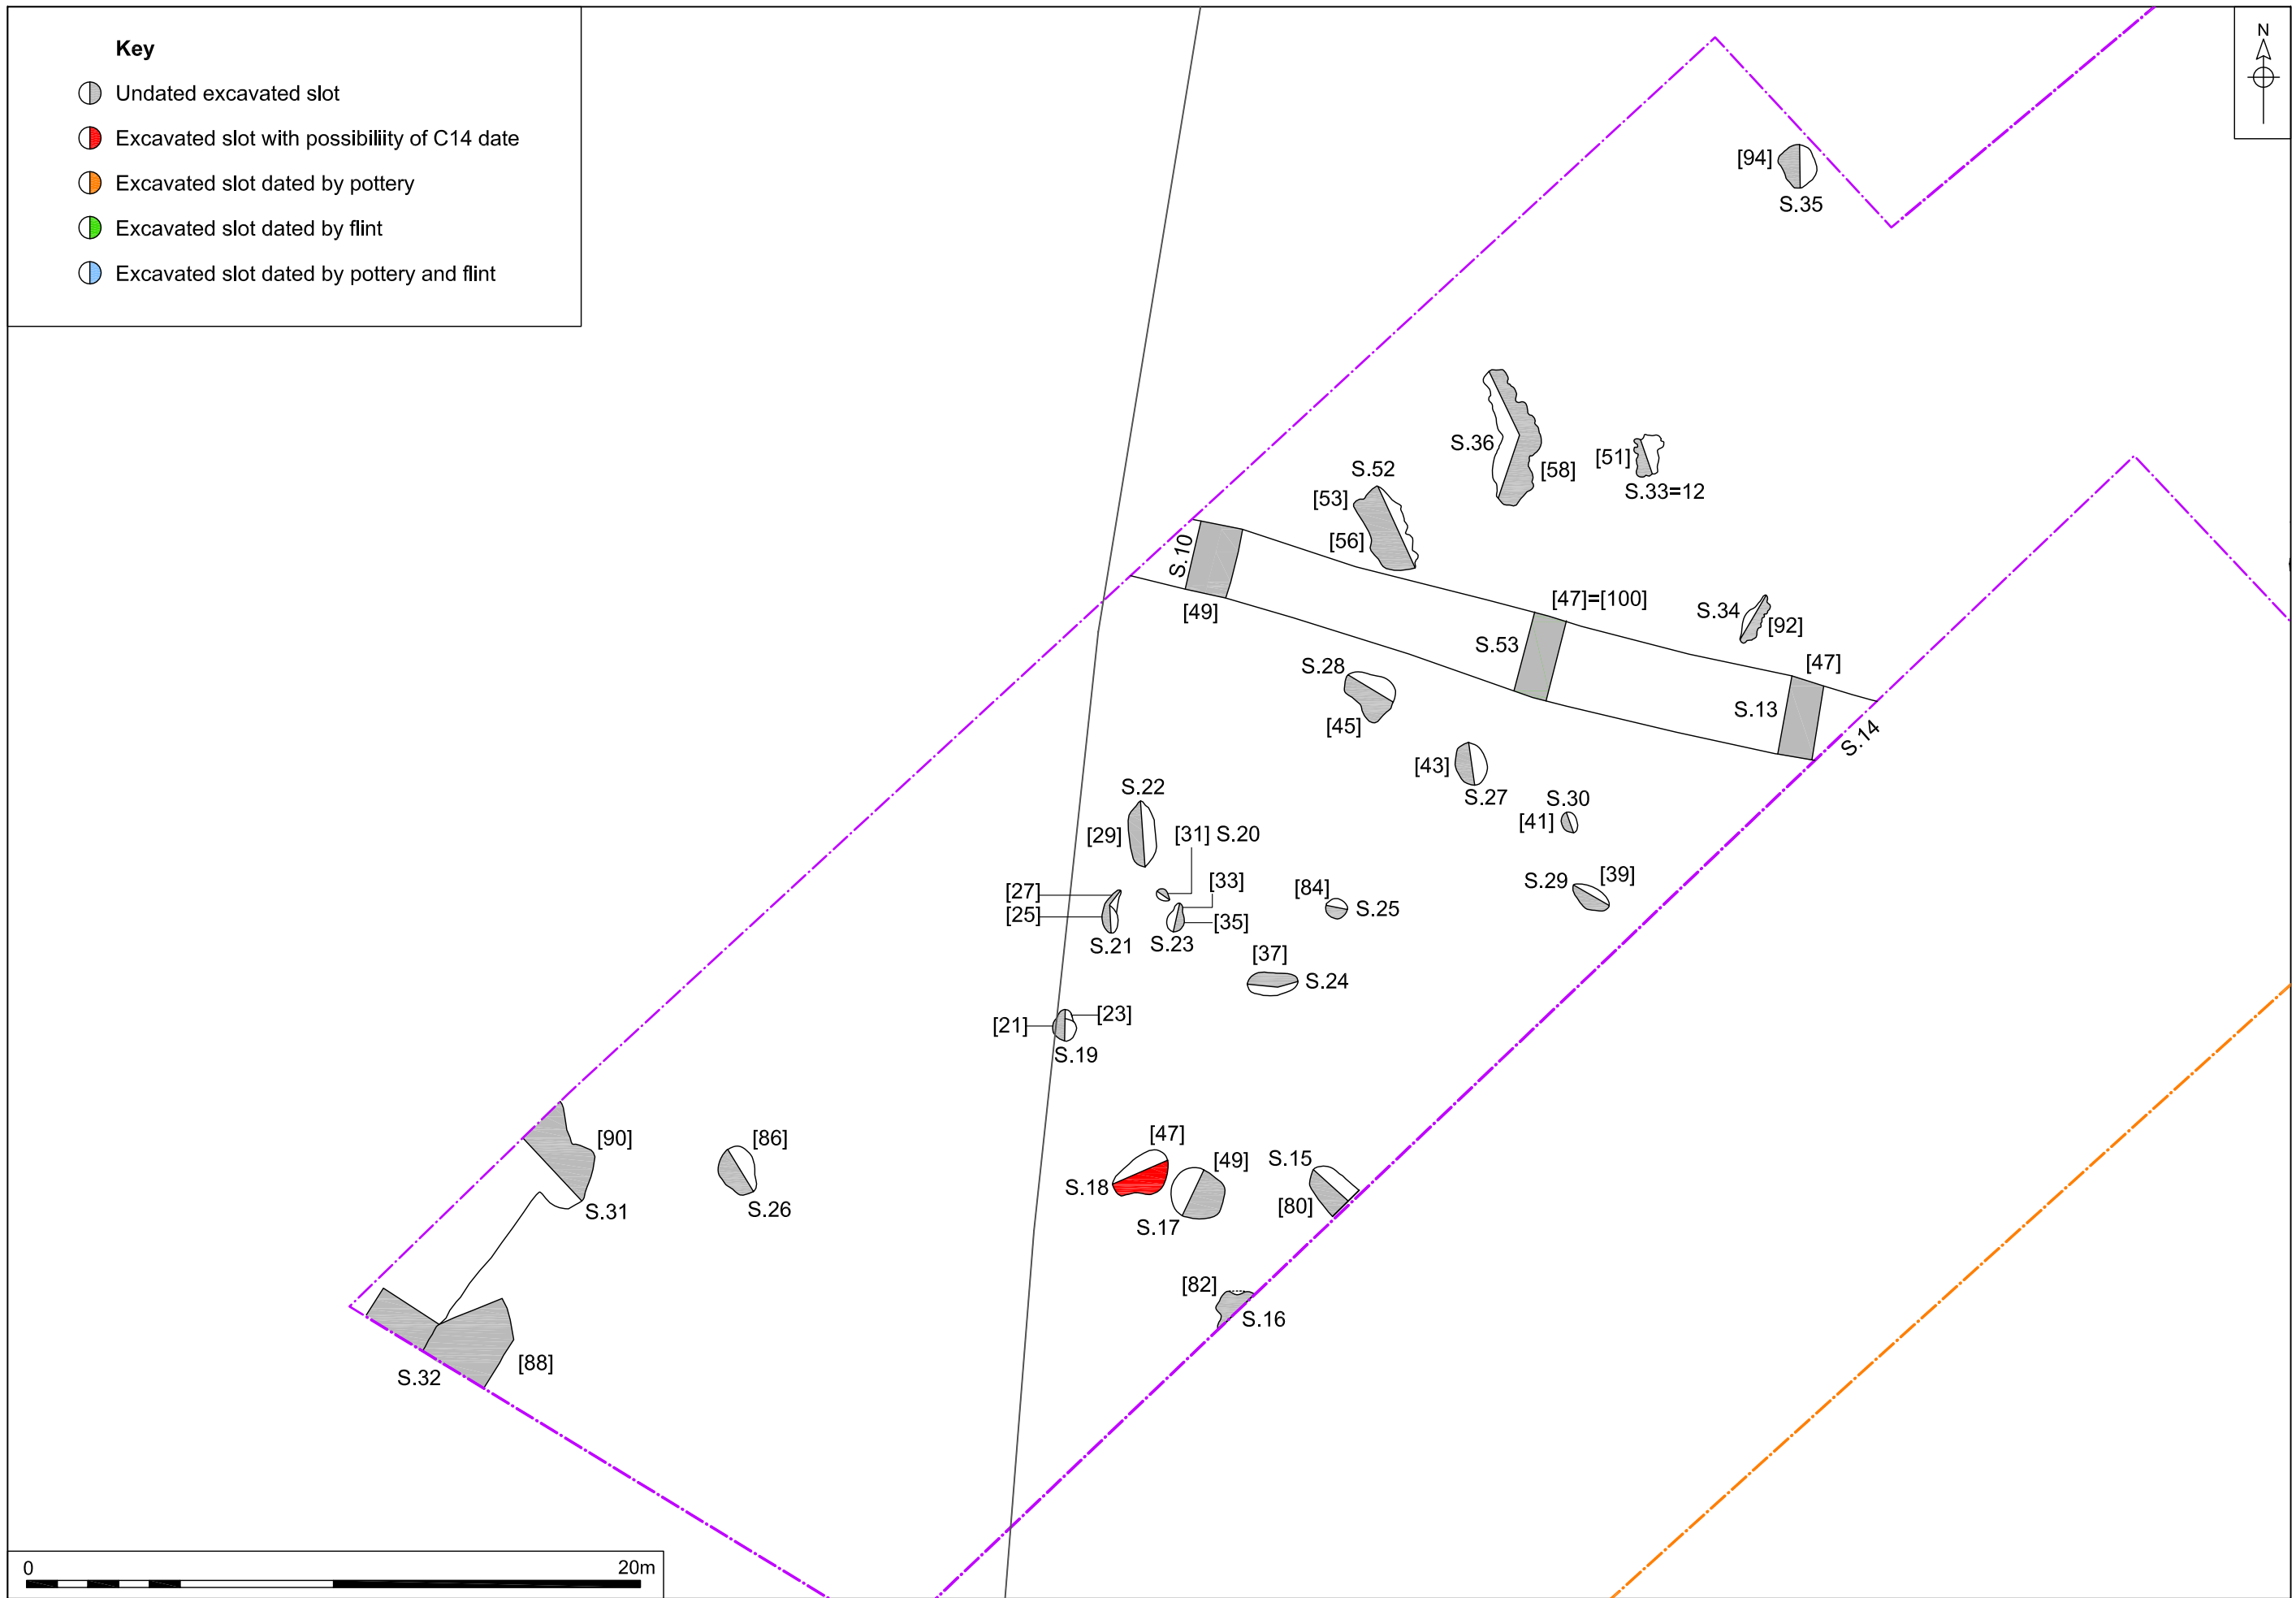 Key
Undated excavated slot
Excavated slot with possibiliity of C14 date
Excavated slot dated by pottery
Excavated slot dated by flint
Excavated slot dated by pottery and flint
N
[94]
S.35
S.36
[58]
[51]
S.33=12
S.52
[53]
[56]
S.10
[49]
[47]=[100]
S.53
S.34
[92]
[47]
S.13
S.14
S.28
[45]
[43]
S.27
S.30
[41]
S.22
[29]
[31] S.20
[27]
[25]
S.21
[33]
[35]
S.23
[84]
S.25
S.29
[39]
[37]
S.24
[21]
[23]
S.19
[90]
S.31
[86]
S.26
[47]
S.18
[49]
S.17
S.15
[80]
[82]
S.16
S.32
[88]
0
20m